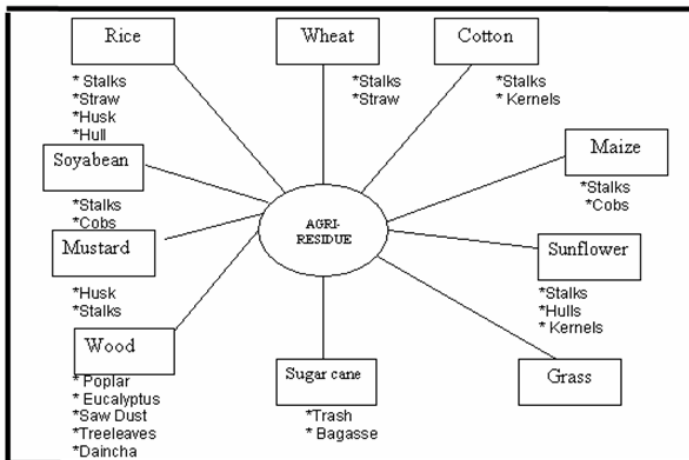 Rice
* Stalks
*Straw
*Husk
*Hull
Wheat
*Stalks
*Straw
Cotton
*Stalks
* Kernels
Soyabean
*Stalks
*Cobs
Maize
*Stalks
*Cobs
AGRI-
RESIDUE
Mustard
*Husk
*Stalks
Sunflower
*Stalks
*Hulls
* Kernels
Wood
* Poplar
* Eucalyptus
*Saw Dust
*Treeleaves
*Daincha
Sugar cane
*Trash
* Bagasse
Grass